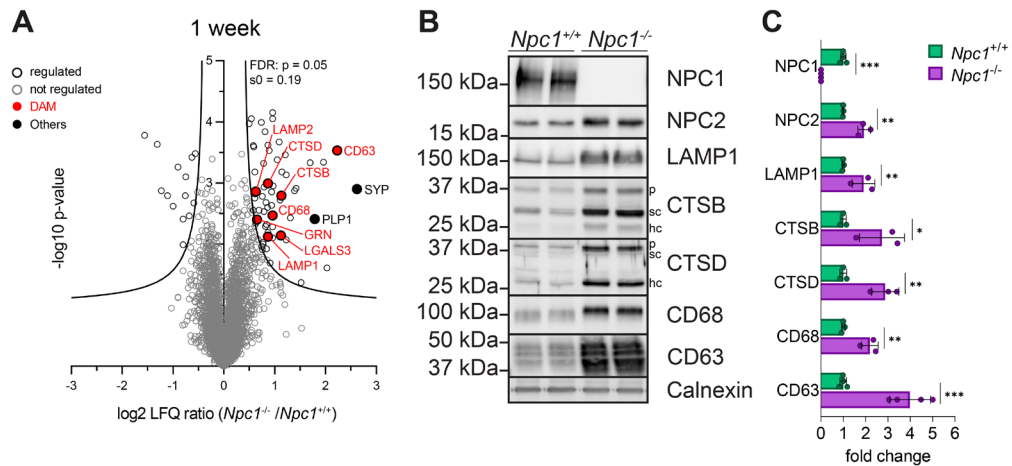 A
1 week
regulated
not regulated
DAM
Others
FDR: p = 0.05
s0 = 0.19
-log10 p-value
5
4
3
2
1
LAMP2
CTSD
CD63
CTSB
SYP
CD68
PLP1
GRN
LGALS3
LAMP1
-3 -2 -1 0 1 2 3
log2 LFQ ratio (Npc1-/- /Npc1+/+)
B
Npc1+/+ Npc1-/-
150 kDa NPC1
15 kDa NPC2
150 kDa LAMP1
37 kDa p
sc CTSB
25 kDa hc
37 kDa p
sc
CTSD
25 kDa hc
100 kDa CD68
50 kDa
37 kDa CD63
Calnexin
C
Npc1+/+
Npc1-/-
NPC1 ***
NPC2 **
LAMP1 **
CTSB *
CTSD **
CD68 **
CD63 ***
0 1 2 3 4 5 6
fold change